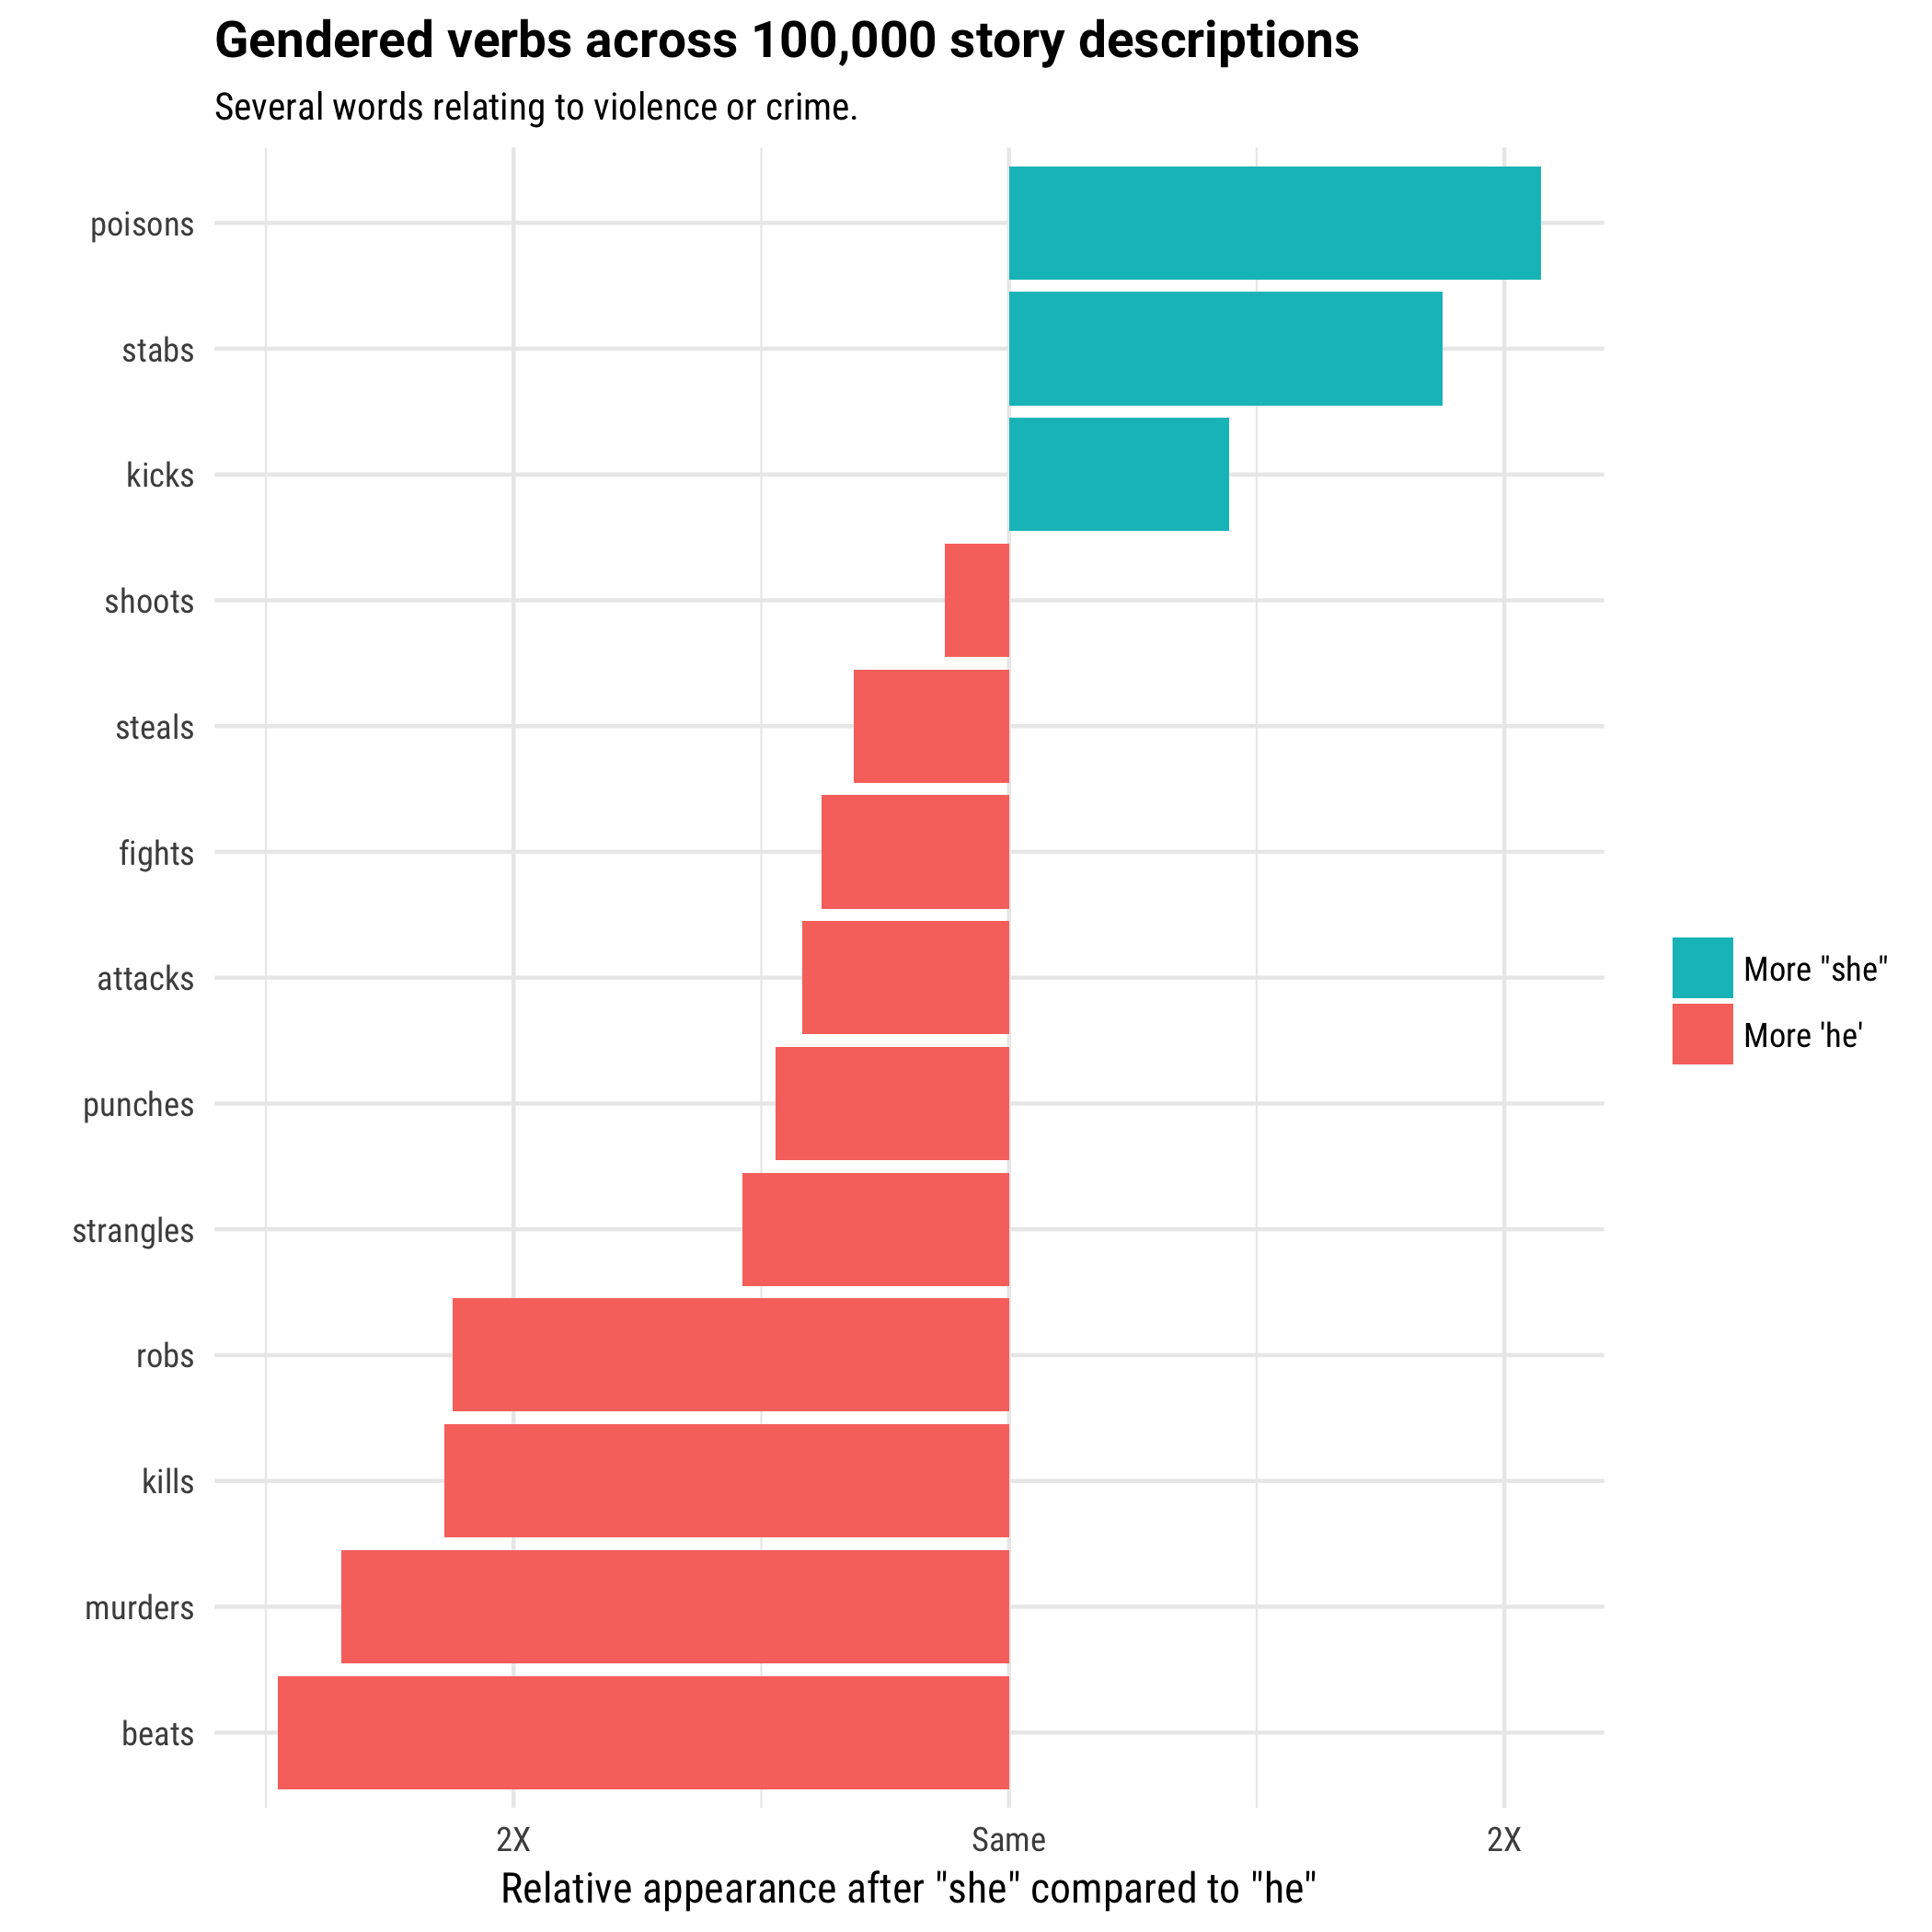 Gendered verbs across 100,000 story descriptions
Several words relating to violence or crime.
poisons
stabs
kicks
shoots
steals
fights
attacks
punches
strangles
robs
kills
murders
beats
More "she"
More 'he'
2X
Same
2X
Relative appearance after "she" compared to "he"